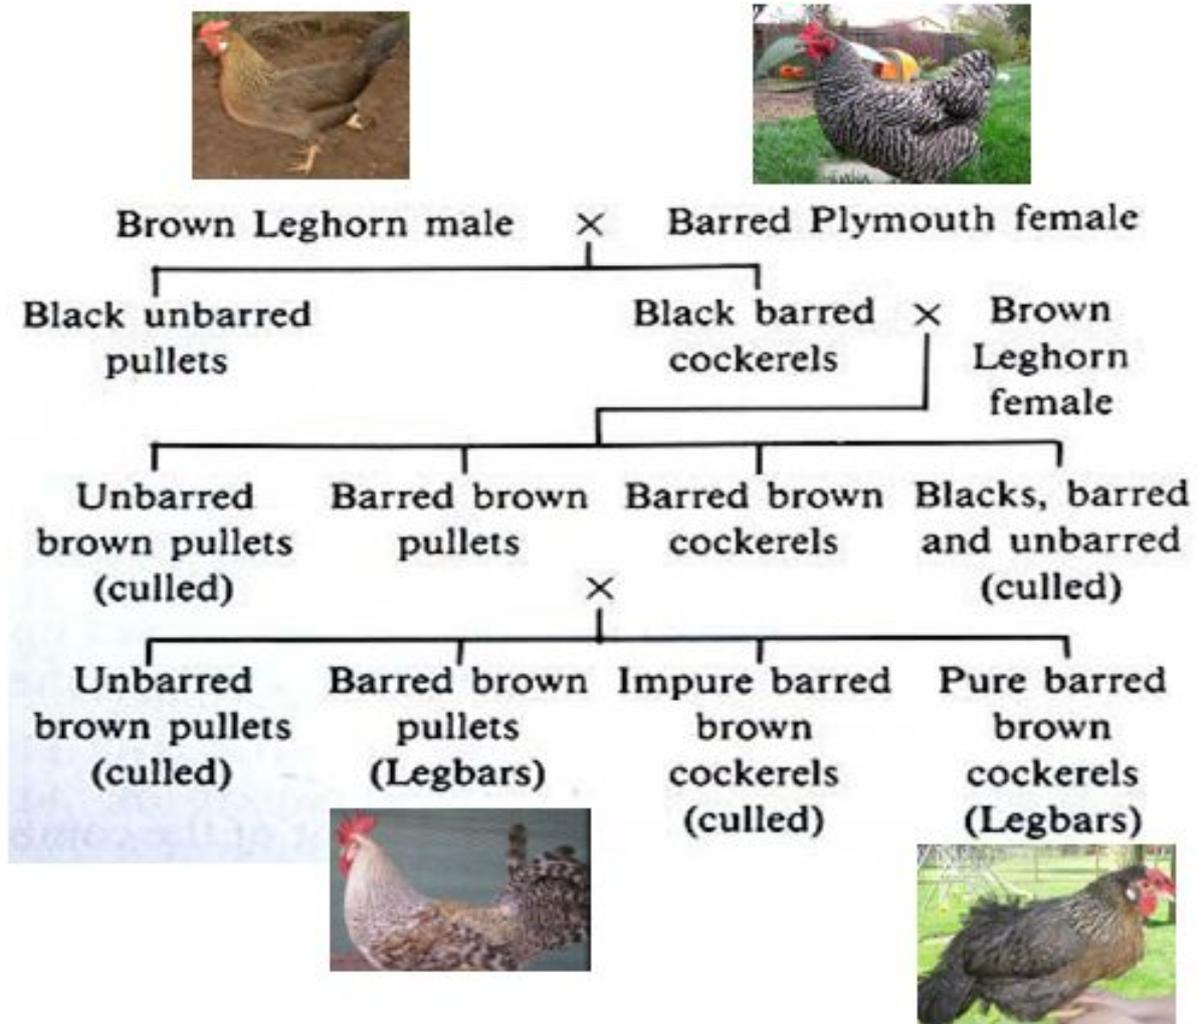 Brown Leghorn male × Barred Plymouth female
Black unbarred
pullets
Black barred
cockerels
×
Brown
Leghorn
female
Unbarred
brown pullets
(culled)
Barred brown
pullets
Barred brown
cockerels
Blacks, barred
and unbarred
(culled)
×
Unbarred
brown pullets
(culled)
Barred brown
pullets
(Legbars)
Impure barred
brown
cockerels
(culled)
Pure barred
brown
cockerels
(Legbars)